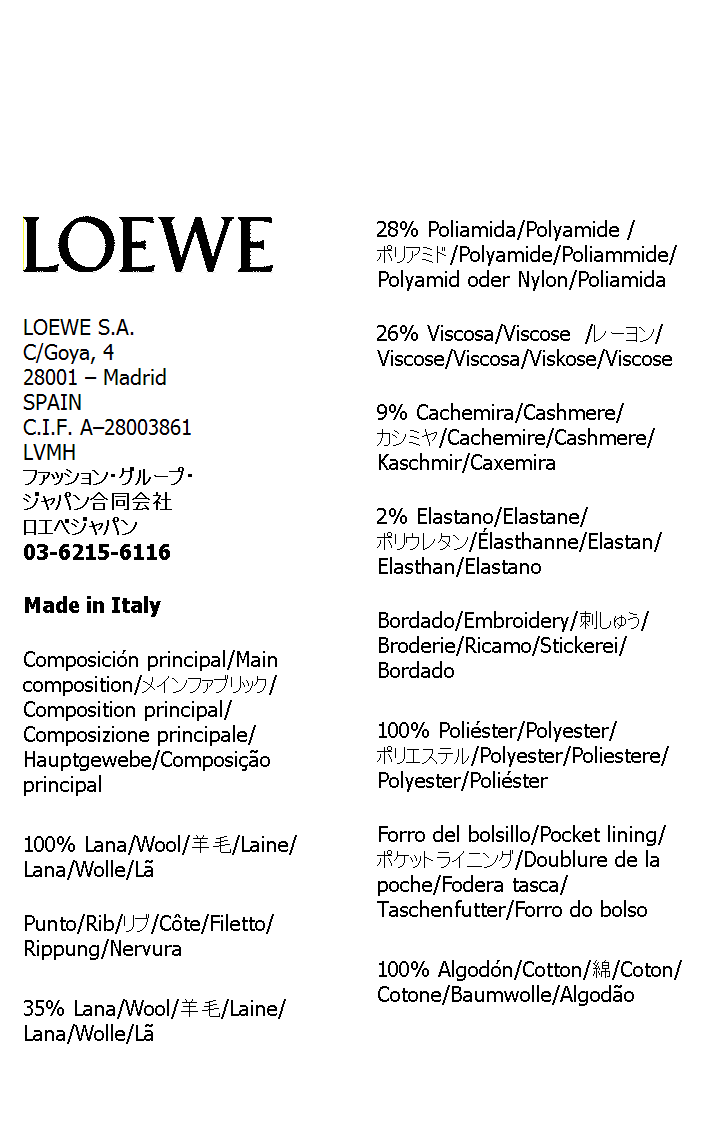 LOEWE
LOEWE S.A.
C/Goya, 4
28001 – Madrid
SPAIN
C.I.F. A–28003861
LVMH
ファッション・グループ・
ジャパン合同会社
ロエベジャパン
03-6215-6116
Made in Italy
Composición principal/Main
composition/メインファブリック/
Composition principal/
Composizione principale/
Hauptgewebe/Composição
principal
100% Lana/Wool/羊毛/Laine/
Lana/Wolle/Lã
Punto/Rib/リブ/Côte/Filetto/
Rippung/Nervura
35% Lana/Wool/羊毛/Laine/
Lana/Wolle/Lã
28% Poliamida/Polyamide /
ポリアミド/Polyamide/Poliammide/
Polyamid oder Nylon/Poliamida
26% Viscosa/Viscose  /レーヨン/
Viscose/Viscosa/Viskose/Viscose
9% Cachemira/Cashmere/
カシミヤ/Cachemire/Cashmere/
Kaschmir/Caxemira
2% Elastano/Elastane/
ポリウレタン/Élasthanne/Elastan/
Elasthan/Elastano
Bordado/Embroidery/刺しゅう/
Broderie/Ricamo/Stickerei/
Bordado
100% Poliéster/Polyester/
ポリエステル/Polyester/Poliestere/
Polyester/Poliéster
Forro del bolsillo/Pocket lining/
ポケットライニング/Doublure de la
poche/Fodera tasca/
Taschenfutter/Forro do bolso
100% Algodón/Cotton/綿/Coton/
Cotone/Baumwolle/Algodão